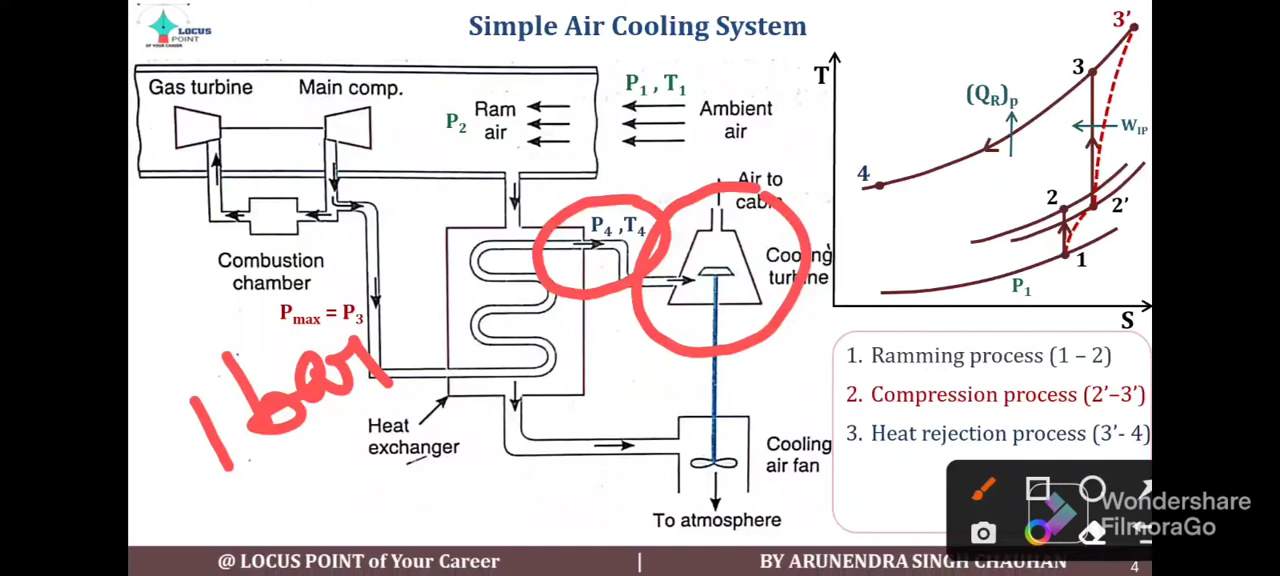 LOCUS
POINT
OF YOUR CAREER
Simple Air Cooling System
Gas turbine
Main comp.
P₂
Ram
air
P₁ , T₁
Ambient
air
Air to
cabin
P₄ ,T₄
Cooling
turbine
Combustion
chamber
Pmax = P₃
1 bar
Heat
exchanger
Cooling
air fan
To atmosphere
T
3’
3
(QR)p
WIP
4
2
2’
1
P₁
S
1. Ramming process (1 – 2)
2. Compression process (2’–3’)
3. Heat rejection process (3’- 4)
Wondershare
FilmoraGo
@ LOCUS POINT of Your Career | BY ARUNENDRA SINGH CHAUHAN 4